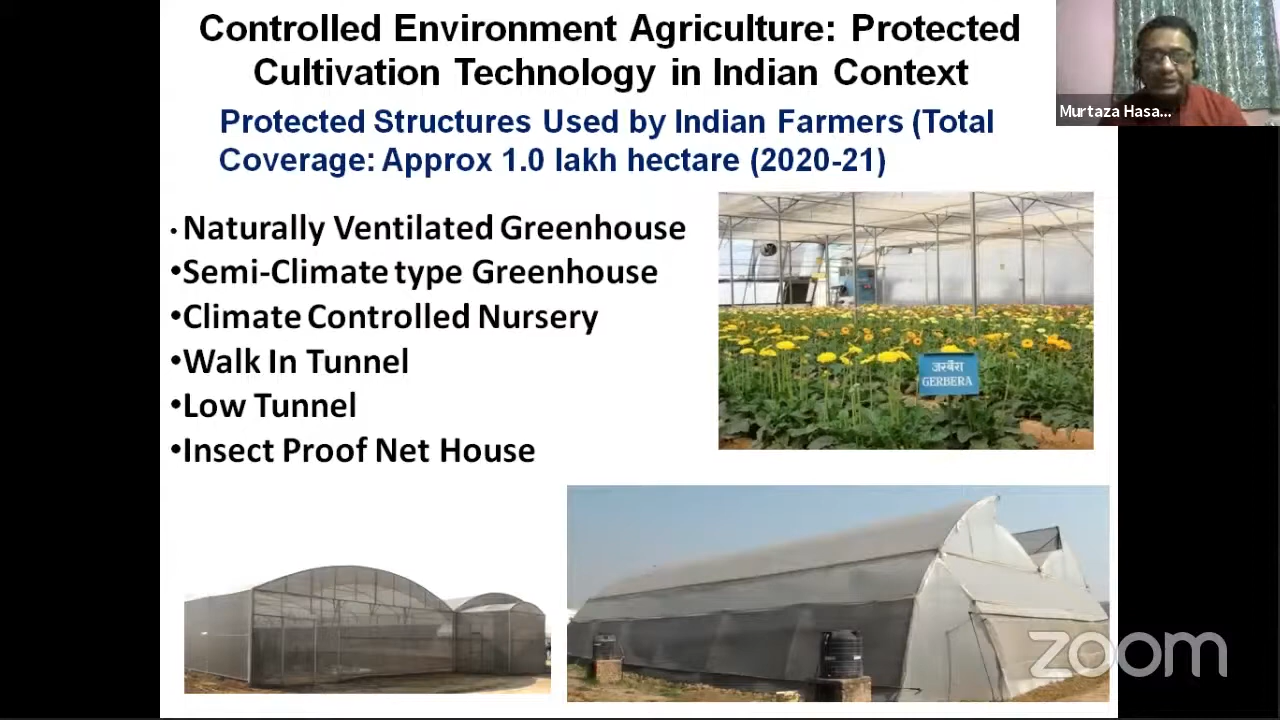 Controlled Environment Agriculture: Protected
Cultivation Technology in Indian Context
Murtaza Hasa...
Protected Structures Used by Indian Farmers (Total
Coverage: Approx 1.0 lakh hectare (2020-21)
• Naturally Ventilated Greenhouse
•Semi-Climate type Greenhouse
•Climate Controlled Nursery
•Walk In Tunnel
•Low Tunnel
•Insect Proof Net House
जरबेरा
GERBERA
zoom